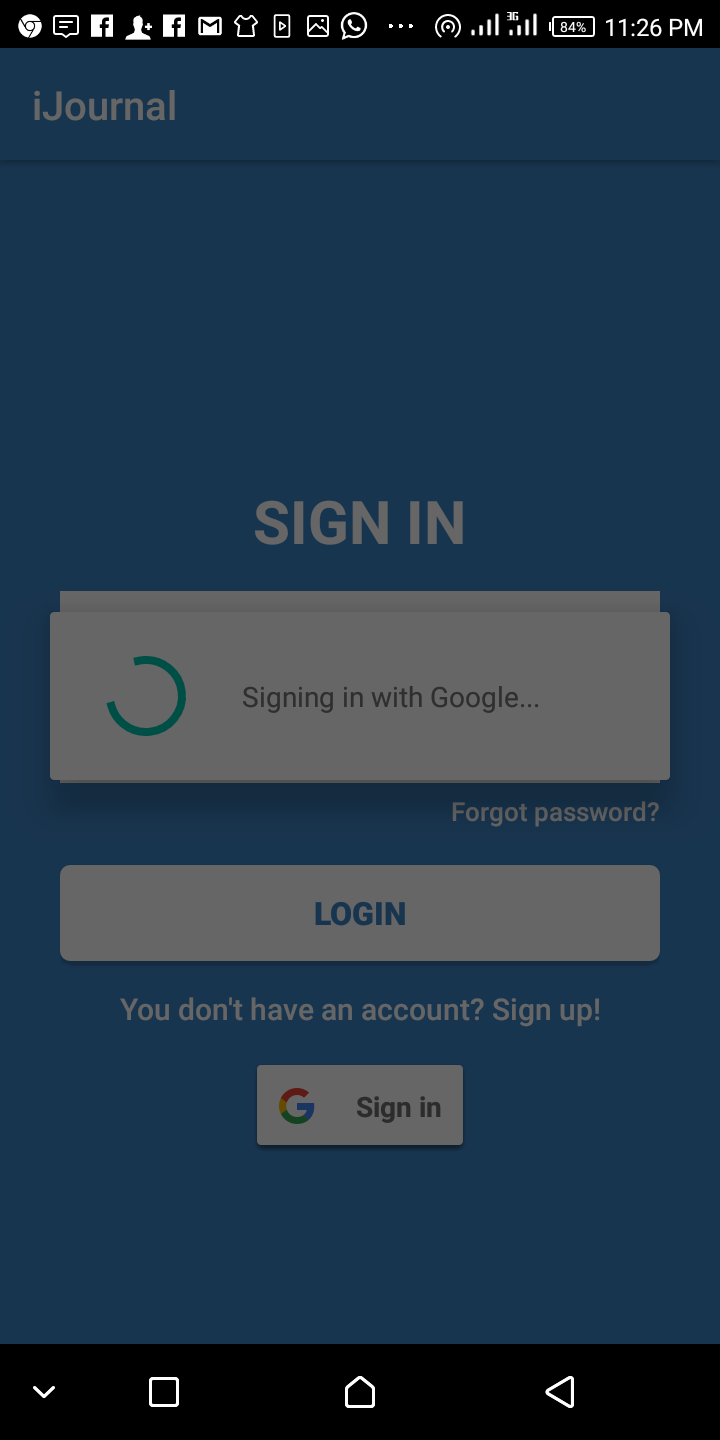 3G 84% 11:26 PM
iJournal
SIGN IN
Signing in with Google...
Forgot password?
LOGIN
You don't have an account? Sign up!
Sign in